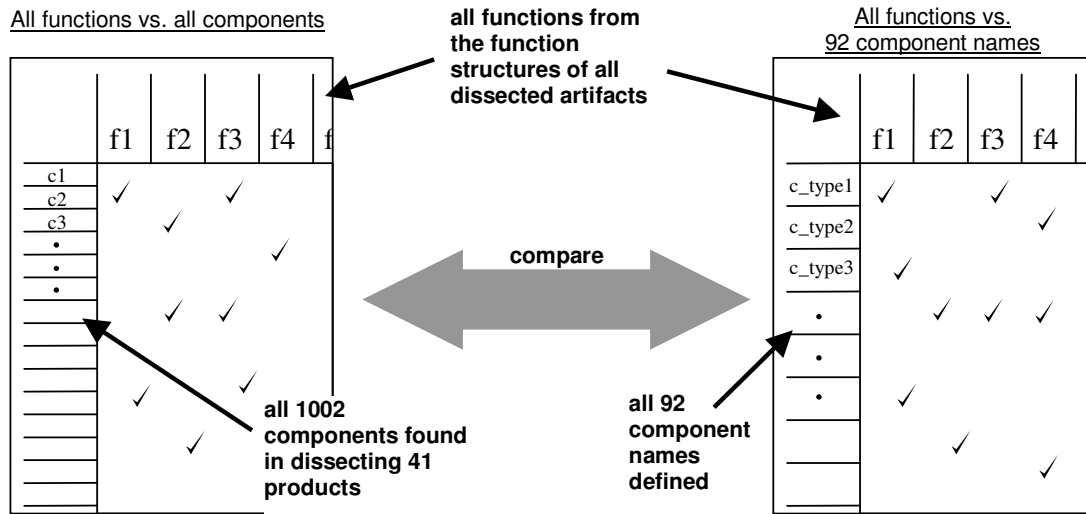 All functions vs. all components
all functions from
the function
structures of all
dissected artifacts
All functions vs.
92 component names
f1 f2 f3 f4 f
c1
c2
c3
all 1002
components found
in dissecting 41
products
compare
f1 f2 f3 f4
c_type1
c_type2
c_type3
all 92
component
names
defined